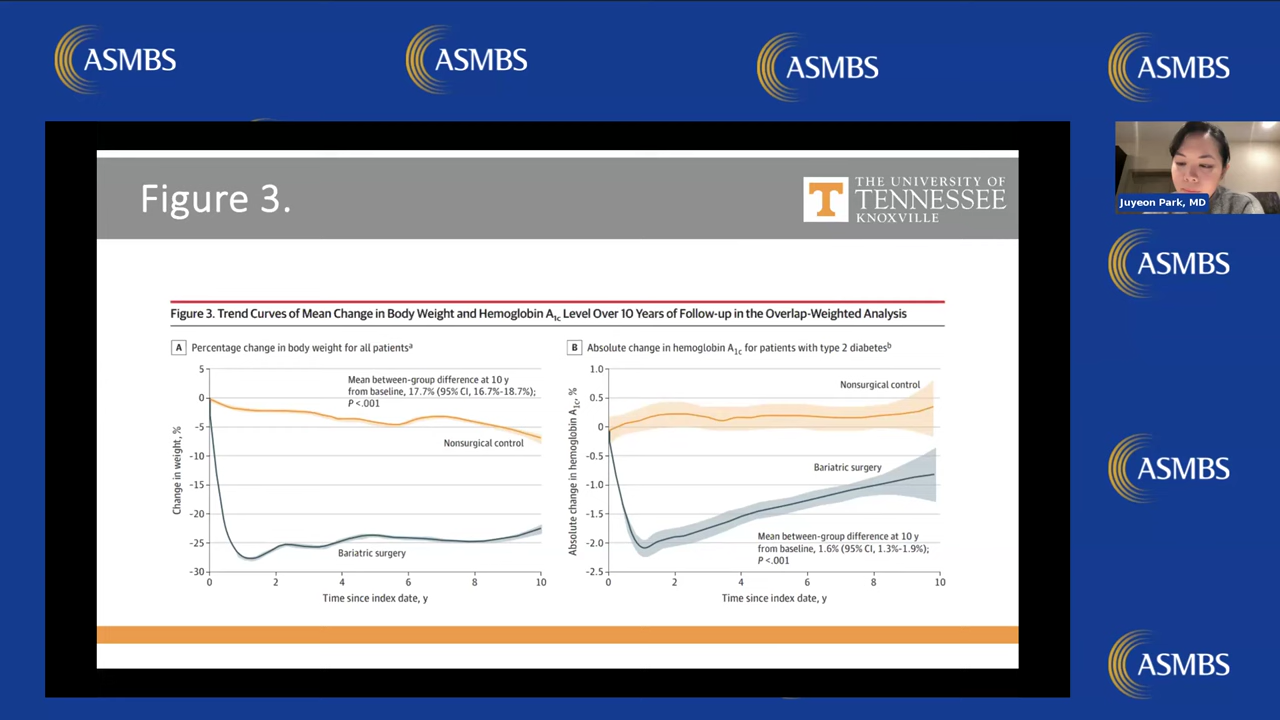 ASMBS
ASMBS
ASMBS
ASMBS
Figure 3.
T
THE UNIVERSITY OF
TENNESSEE
KNOXVILLE
Juyeon Park, MD
ASMBS
Figure 3. Trend Curves of Mean Change in Body Weight and Hemoglobin A1c Level Over 10 Years of Follow-up in the Overlap-Weighted Analysis
A Percentage change in body weight for all patientsa
5
0
-5
-10
-15
-20
-25
-30
Change in weight, %
Mean between-group difference at 10 y
from baseline, 17.7% (95% CI, 16.7%-18.7%);
P <.001
Nonsurgical control
Bariatric surgery
0 2 4 6 8 10
Time since index date, y
B Absolute change in hemoglobin A1c for patients with type 2 diabetesb
1.0
0.5
0
-0.5
-1.0
-1.5
-2.0
-2.5
Absolute change in hemoglobin A1c, %
Nonsurgical control
Bariatric surgery
Mean between-group difference at 10 y
from baseline, 1.6% (95% CI, 1.3%-1.9%);
P <.001
0 2 4 6 8 10
Time since index date, y
ASMBS
ASMBS